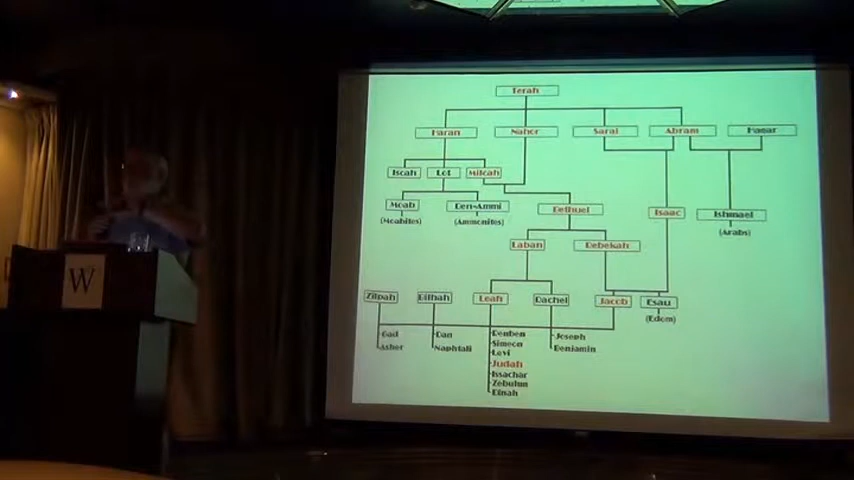 Terah
Haran
Nahor
Sarai
Abram
Hagar
Iscah
Lot
Milcah
Moab
(Moabites)
Ben-Ammi
(Ammonites)
Bethuel
Isaac
Ishmael
(Arabs)
Laban
Rebekah
Zilpah
Bilhah
Leah
Rachel
Jacob
Esau
(Edom)
Gad
Asher
Dan
Naphtali
Reuben
Simeon
Levi
Judah
Issachar
Zebulun
Dinah
Joseph
Benjamin
W